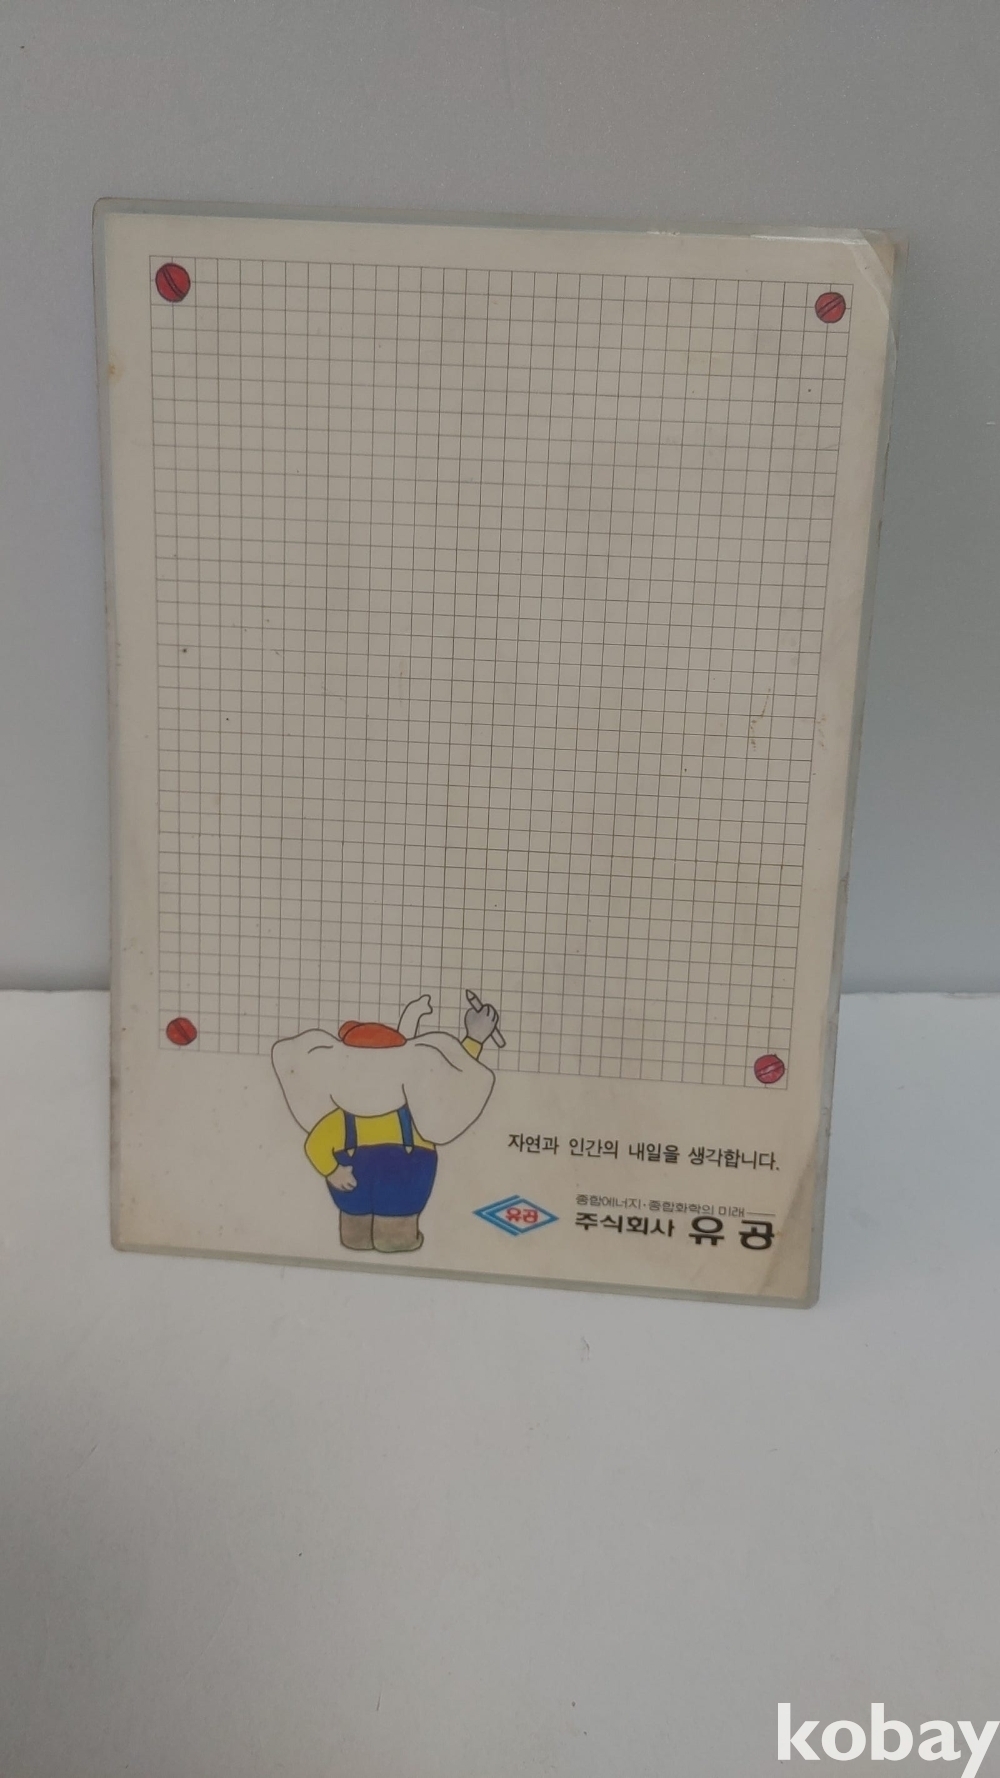 자연과 인간의 내일을 생각합니다.
종합에너지·종합화학의 미래
유공
주식회사 유공
kobay